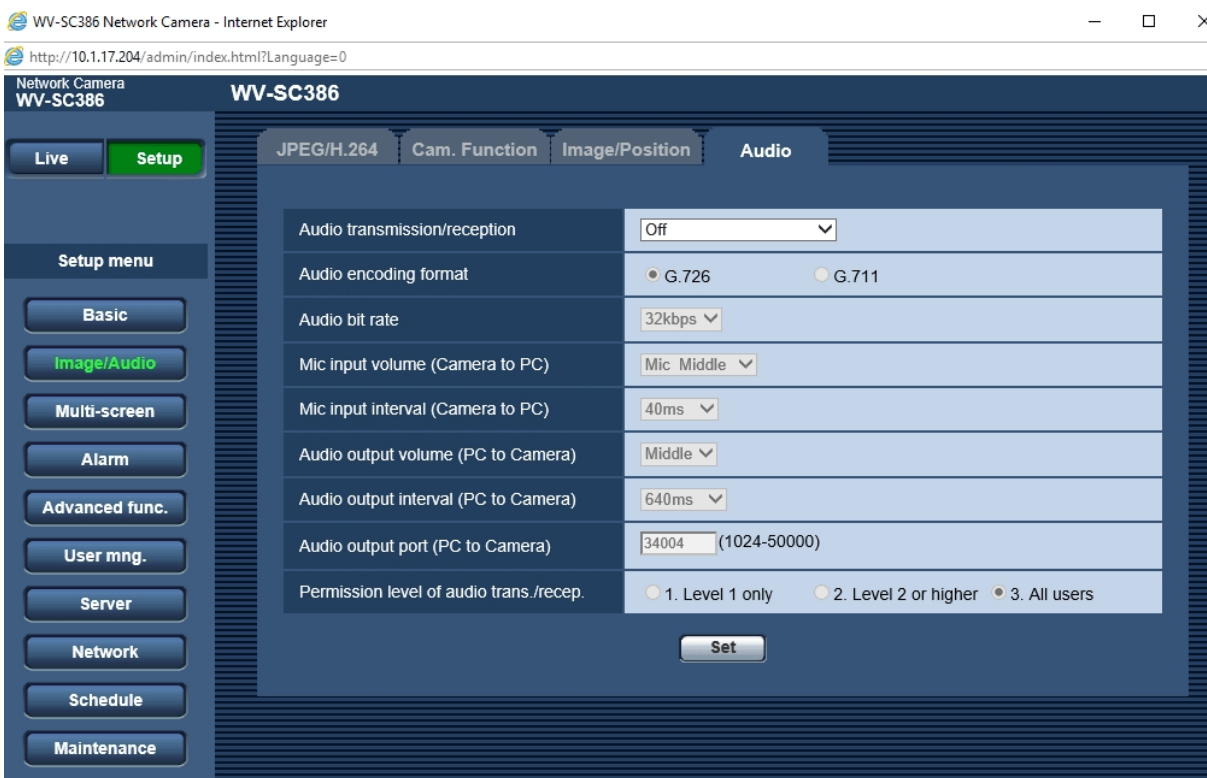 WV-SC386 Network Camera - Internet Explorer
http://10.1.17.204/admin/index.html?Language=0
Network Camera
WV-SC386
WV-SC386
Live Setup
JPEG/H.264 Cam. Function Image/Position Audio
Setup menu
Basic
Image/Audio
Multi-screen
Alarm
Advanced func.
User mng.
Server
Network
Schedule
Maintenance
Audio transmission/reception Off
Audio encoding format G.726 G.711
Audio bit rate 32kbps
Mic input volume (Camera to PC) Mic Middle
Mic input interval (Camera to PC) 40ms
Audio output volume (PC to Camera) Middle
Audio output interval (PC to Camera) 640ms
Audio output port (PC to Camera) 34004 (1024-50000)
Permission level of audio trans./recep. 1. Level 1 only 2. Level 2 or higher 3. All users
Set